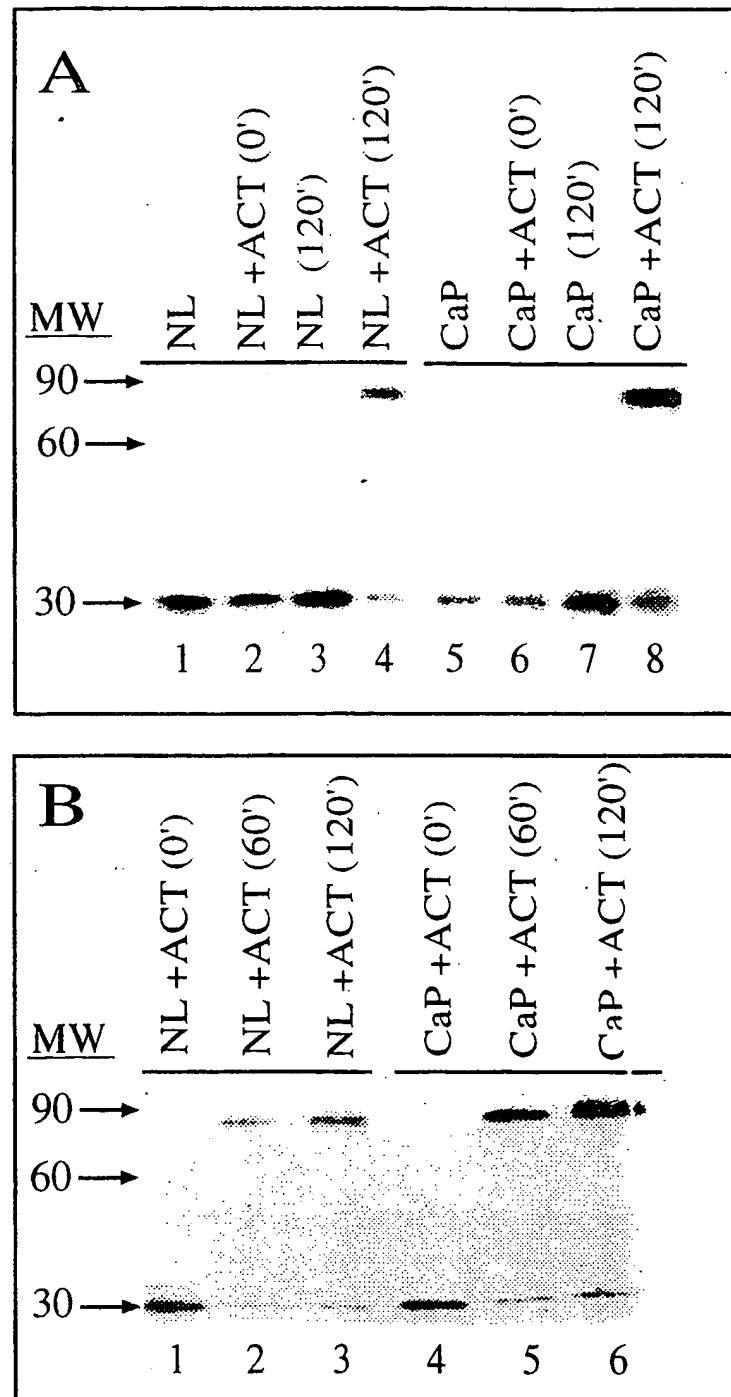 A
NL
NL +ACT (0')
NL (120')
NL +ACT (120')
CaP
CaP +ACT (0')
CaP (120')
CaP +ACT (120')
MW
90
60
30
1 2 3 4 5 6 7 8
B
NL +ACT (0')
NL +ACT (60')
NL +ACT (120')
CaP +ACT (0')
CaP +ACT (60')
CaP +ACT (120')
MW
90
60
30
1 2 3 4 5 6